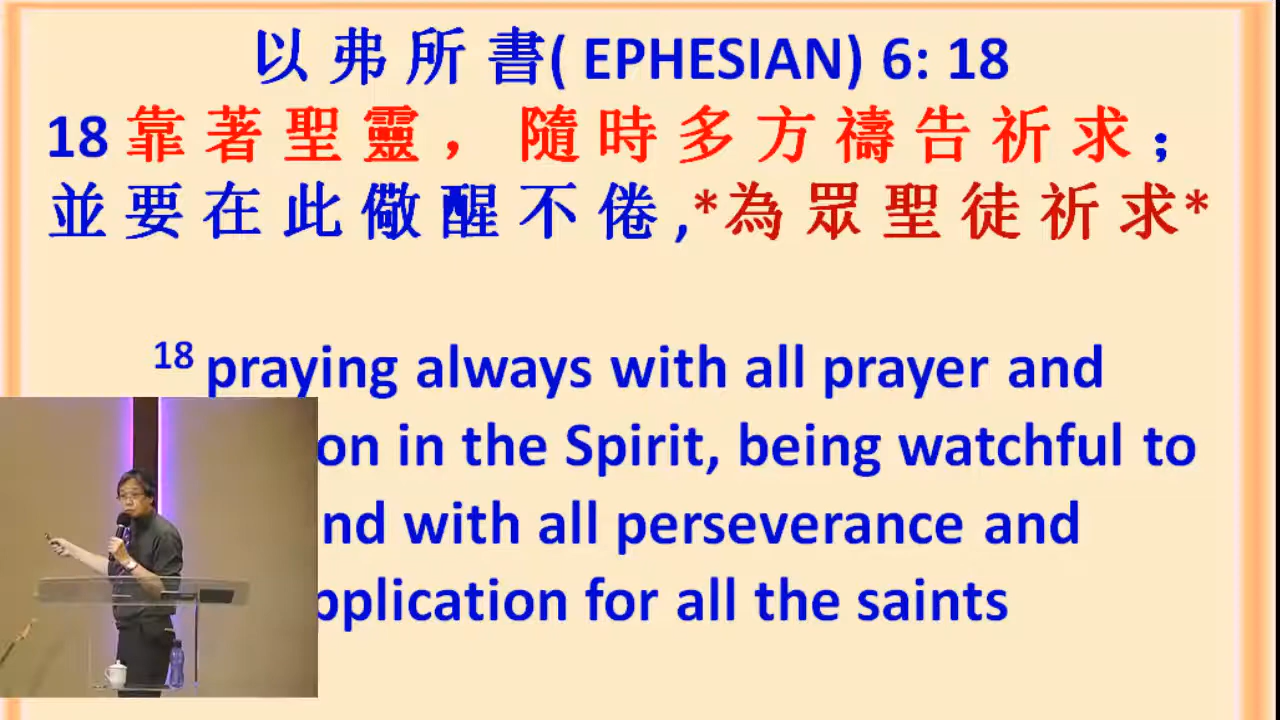 以弗所書( EPHESIAN) 6: 18
18 靠著聖靈， 隨時多方禱告祈求；
並要在此儆醒不倦,*為眾聖徒祈求*
18 praying always with all prayer and
on in the Spirit, being watchful to
nd with all perseverance and
pplication for all the saints